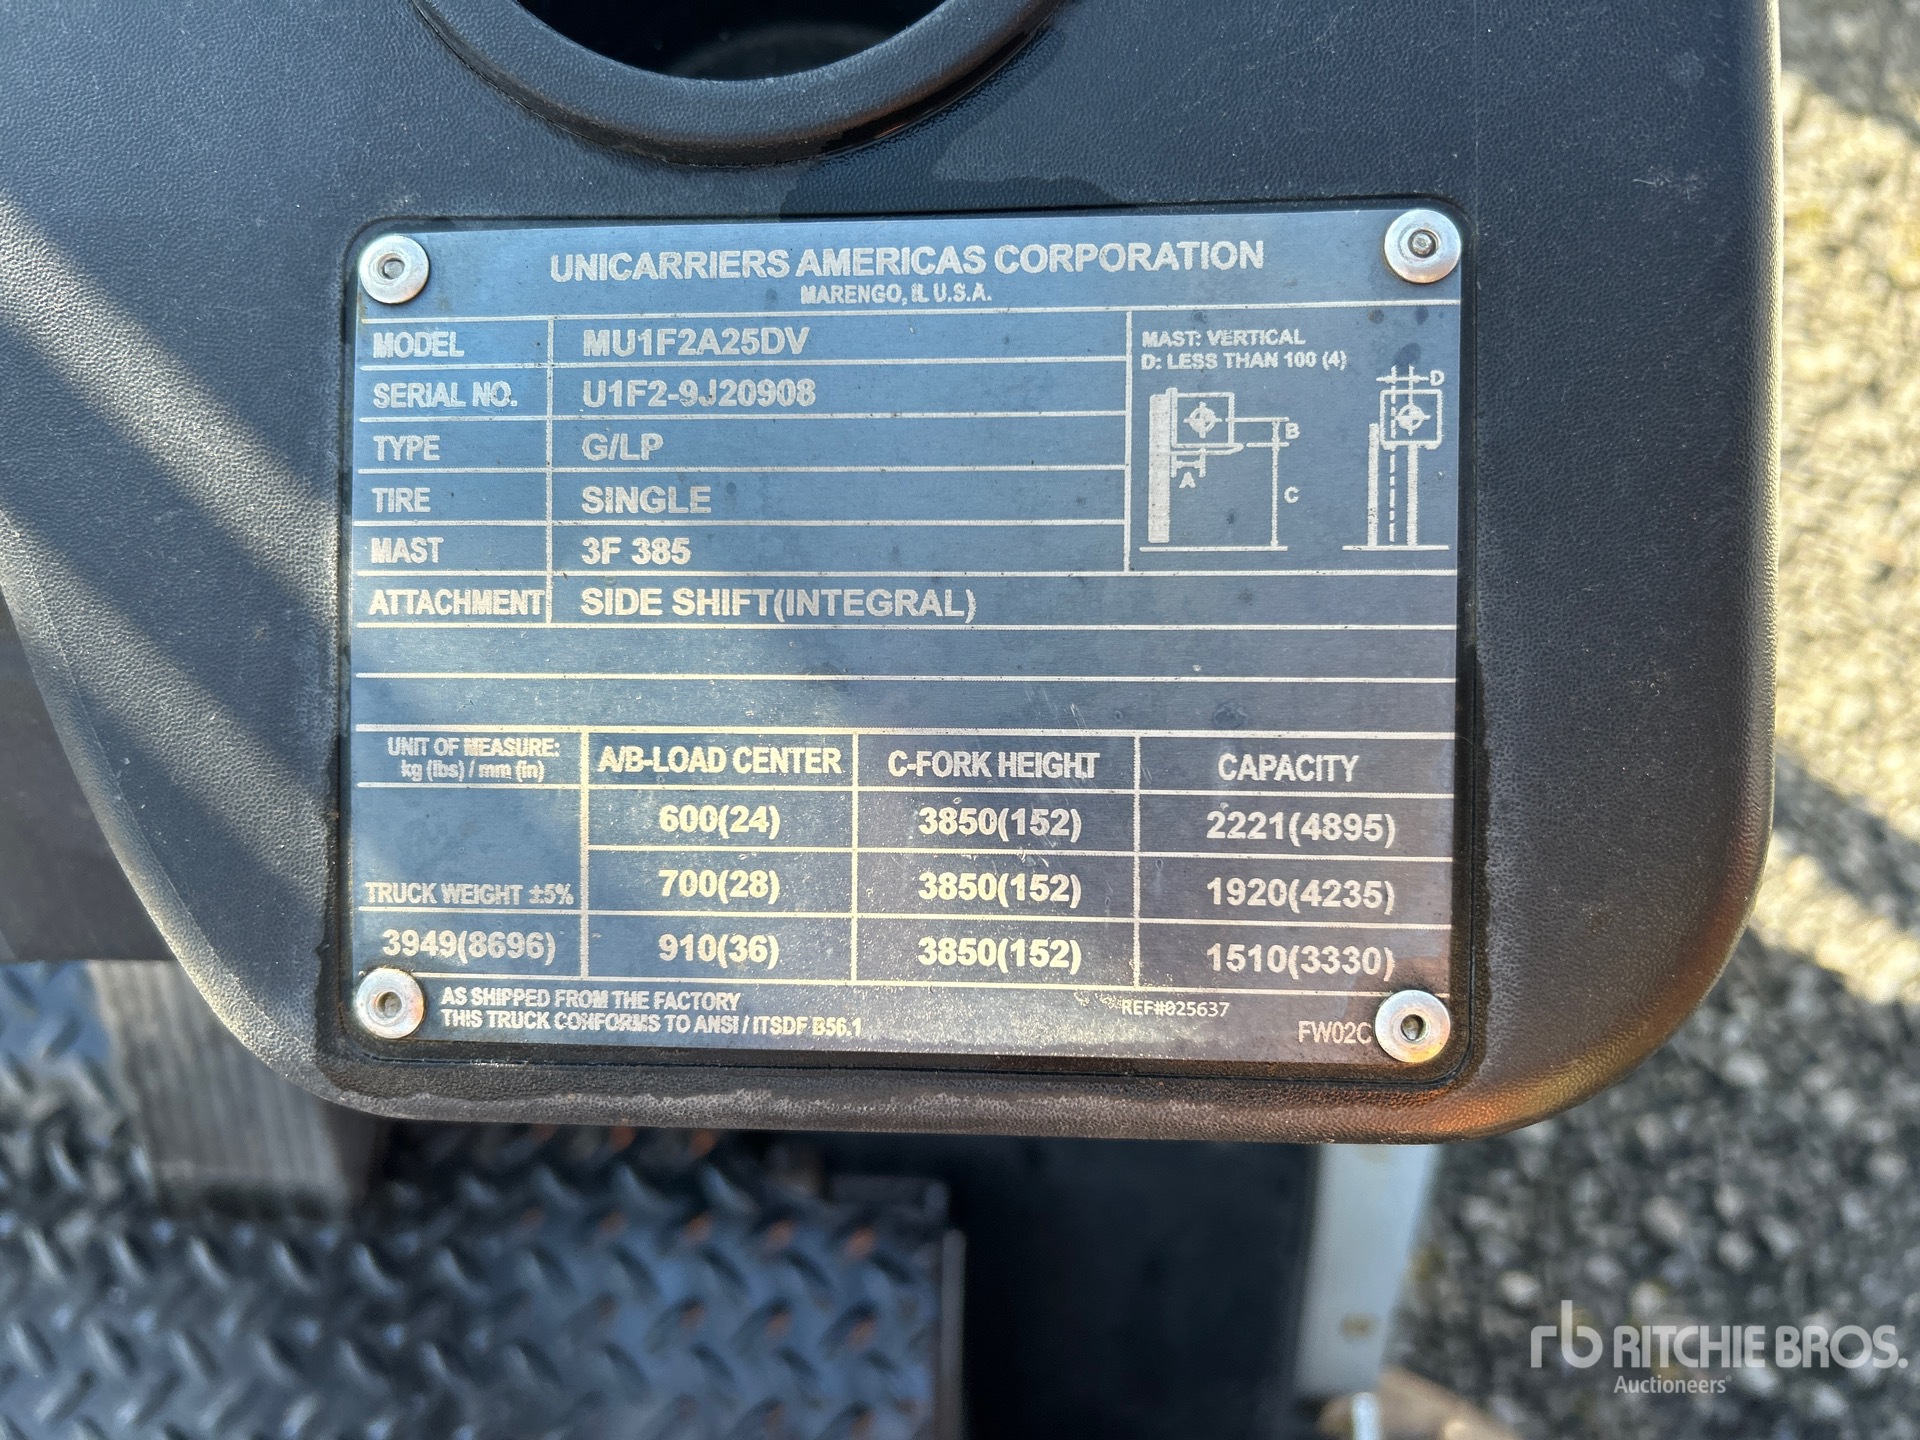 UNICARRIERS AMERICAS CORPORATION
MARENGO, IL U.S.A.
MODEL MU1F2A25DV
SERIAL NO. U1F2-9J20908
TYPE G/LP
TIRE SINGLE
MAST 3F 385
ATTACHMENT SIDE SHIFT(INTEGRAL)
MAST: VERTICAL
D: LESS THAN 100 (4)
D
B
A
C
UNIT OF MEASURE:
kg (lbs) / mm (in)
A/B-LOAD CENTER C-FORK HEIGHT CAPACITY
600(24) 3850(152) 2221(4895)
700(28) 3850(152) 1920(4235)
TRUCK WEIGHT ±5%
3949(8696) 910(36) 3850(152) 1510(3330)
AS SHIPPED FROM THE FACTORY
THIS TRUCK CONFORMS TO ANSI / ITSDF B56.1
REF#025637
FW02C
rb RITCHIE BROS.
Auctioneers